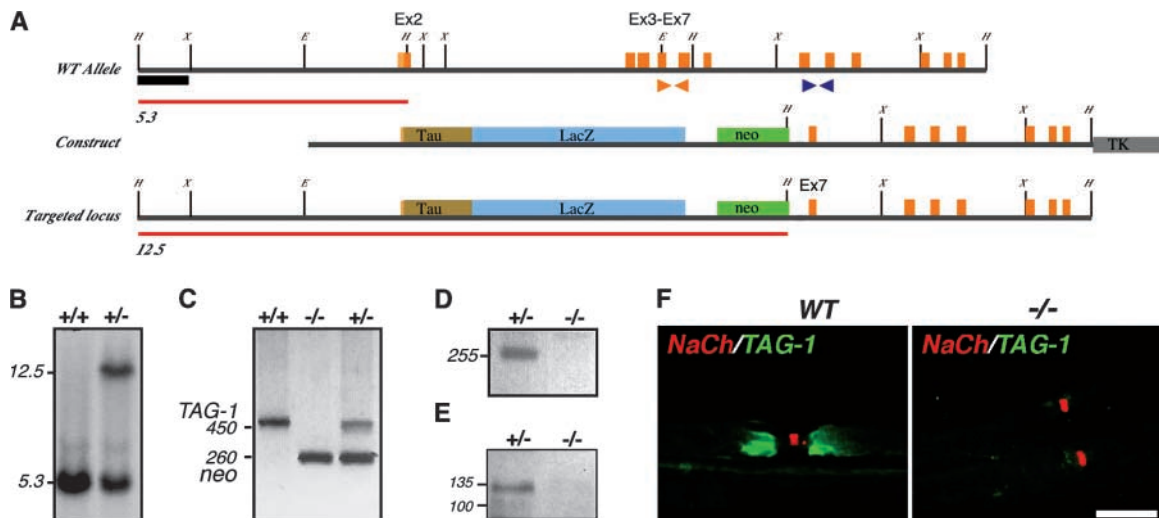 A
Ex2 Ex3-Ex7
H X E H X X E H X X H
WT Allele
5.3
H X X H
Construct Tau LacZ neo TK
H X E H Ex7 X X H
Targeted locus Tau LacZ neo
12.5
B C D E F
+/+ +/-
12.5
5.3
+/+ -/- +/-
TAG-1
450
260
neo
+/- -/-
255
+/- -/-
135
100
WT -/-
NaCh/TAG-1 NaCh/TAG-1